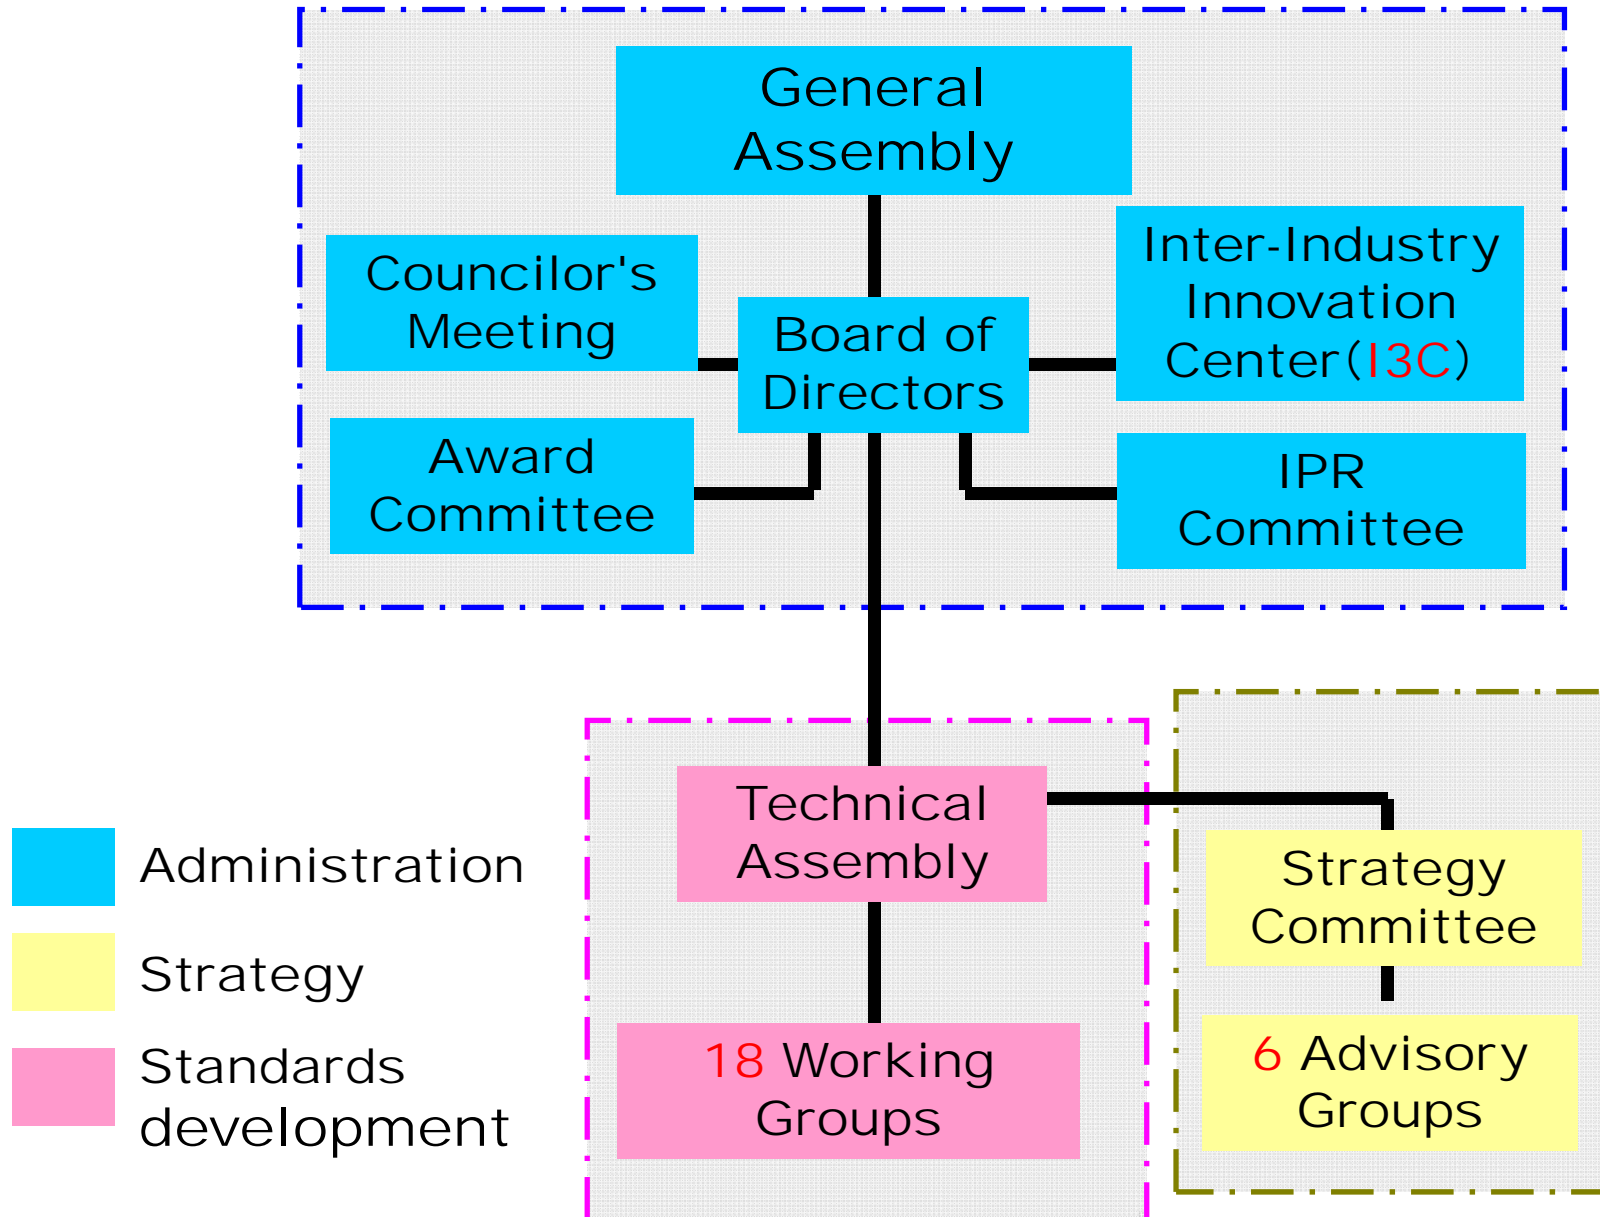 General
Assembly
Councilor's
Meeting
Board of
Directors
Inter-Industry
Innovation
Center(I3C)
Award
Committee
IPR
Committee
Technical
Assembly
Strategy
Committee
18 Working
Groups
6 Advisory
Groups
Administration
Strategy
Standards
development